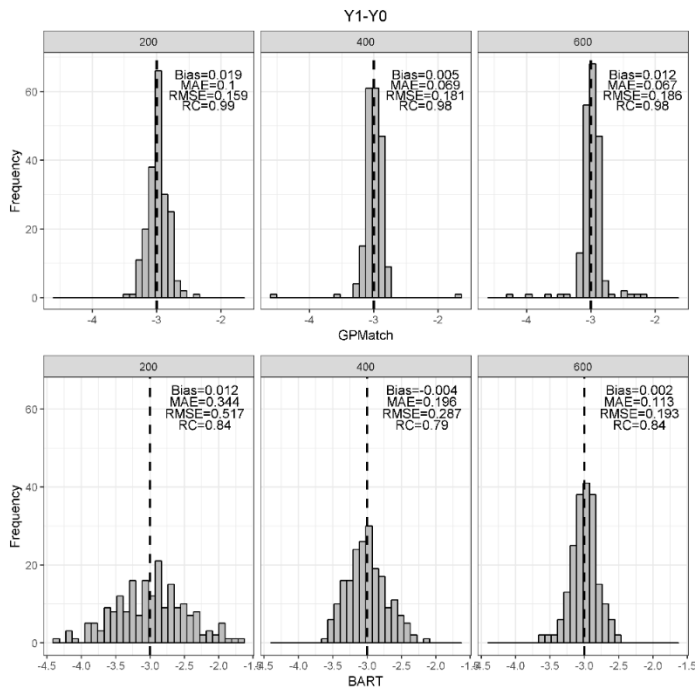 Y1-Y0
200
400
600
Bias=0.019
MAE=0.1
RMSE=0.159
RC=0.99
Bias=0.005
MAE=0.069
RMSE=0.181
RC=0.98
Bias=0.012
MAE=0.067
RMSE=0.186
RC=0.98
Frequency
60
40
20
0
-4
-3
-2
-4
-3
-2
-4
-3
-2
GPMatch
200
400
600
Bias=0.012
MAE=0.344
RMSE=0.517
RC=0.84
Bias=-0.004
MAE=0.196
RMSE=0.287
RC=0.79
Bias=0.002
MAE=0.113
RMSE=0.193
RC=0.84
Frequency
60
40
20
0
-4.5 -4.0 -3.5 -3.0 -2.5 -2.0 -1.5
-4.5 -4.0 -3.5 -3.0 -2.5 -2.0 -1.5
-4.5 -4.0 -3.5 -3.0 -2.5 -2.0 -1.5
BART